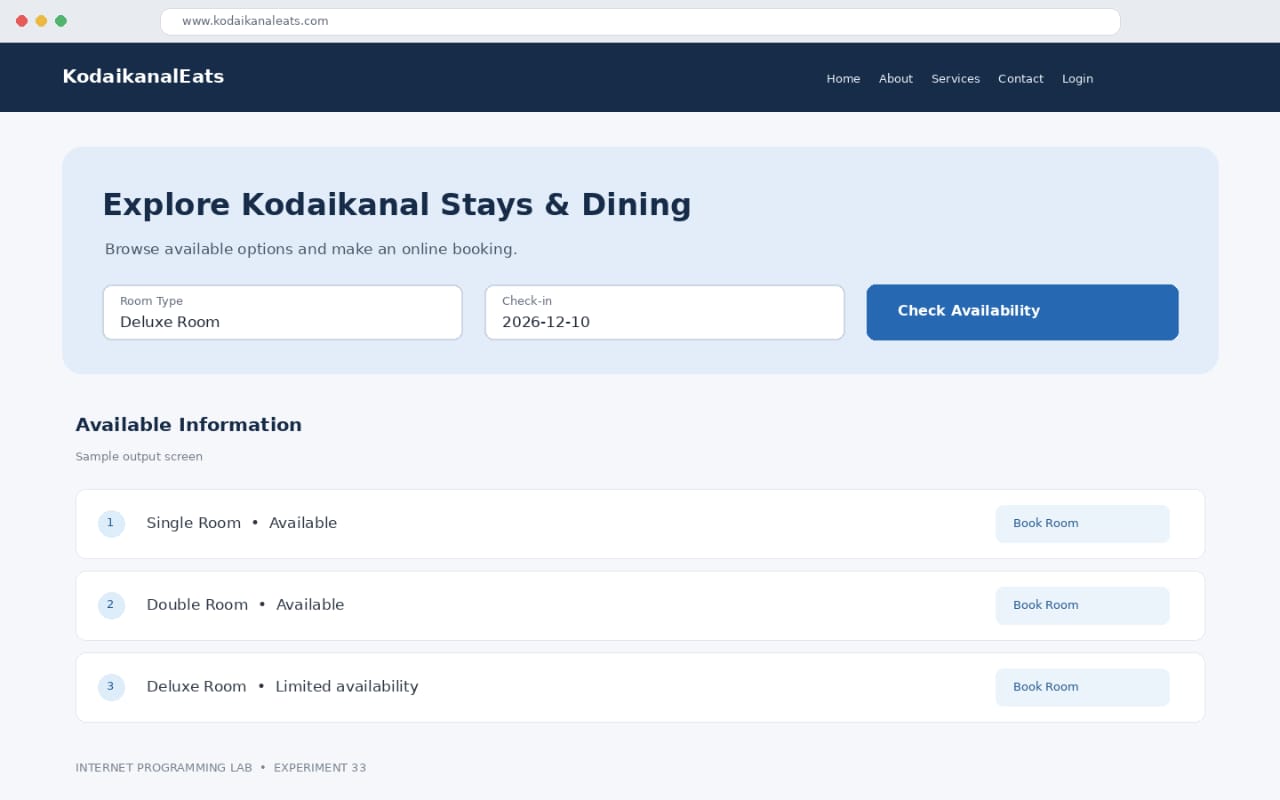 www.kodaikanaleats.com
KodaikanalEats
Home About Services Contact Login
Explore Kodaikanal Stays & Dining
Browse available options and make an online booking.
Room Type
Deluxe Room
Check-in
2026-12-10
Check Availability
Available Information
Sample output screen
1 Single Room • Available Book Room
2 Double Room • Available Book Room
3 Deluxe Room • Limited availability Book Room
INTERNET PROGRAMMING LAB • EXPERIMENT 33